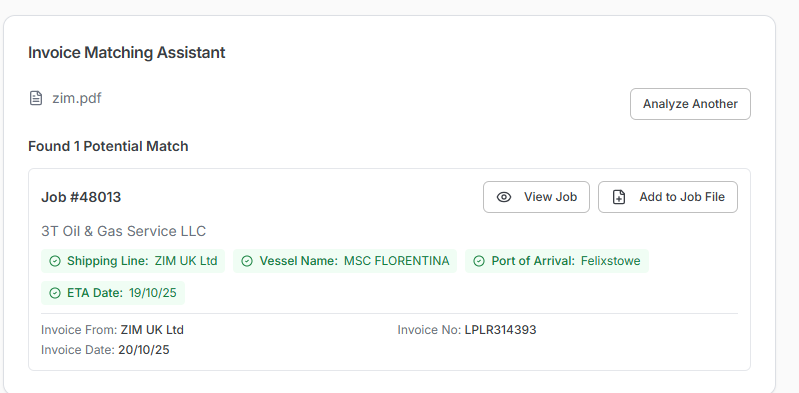 Invoice Matching Assistant
zim.pdf
Analyze Another
Found 1 Potential Match
Job #48013
View Job
Add to Job File
3T Oil & Gas Service LLC
Shipping Line: ZIM UK Ltd
Vessel Name: MSC FLORENTINA
Port of Arrival: Felixstowe
ETA Date: 19/10/25
Invoice From: ZIM UK Ltd
Invoice No: LPLR314393
Invoice Date: 20/10/25